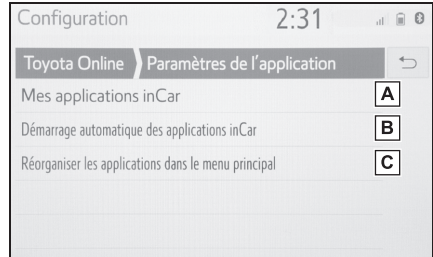 Configuration 2:31
Toyota Online Paramètres de l'application
Mes applications inCar A
Démarrage automatique des applications inCar B
Réorganiser les applications dans le menu principal C